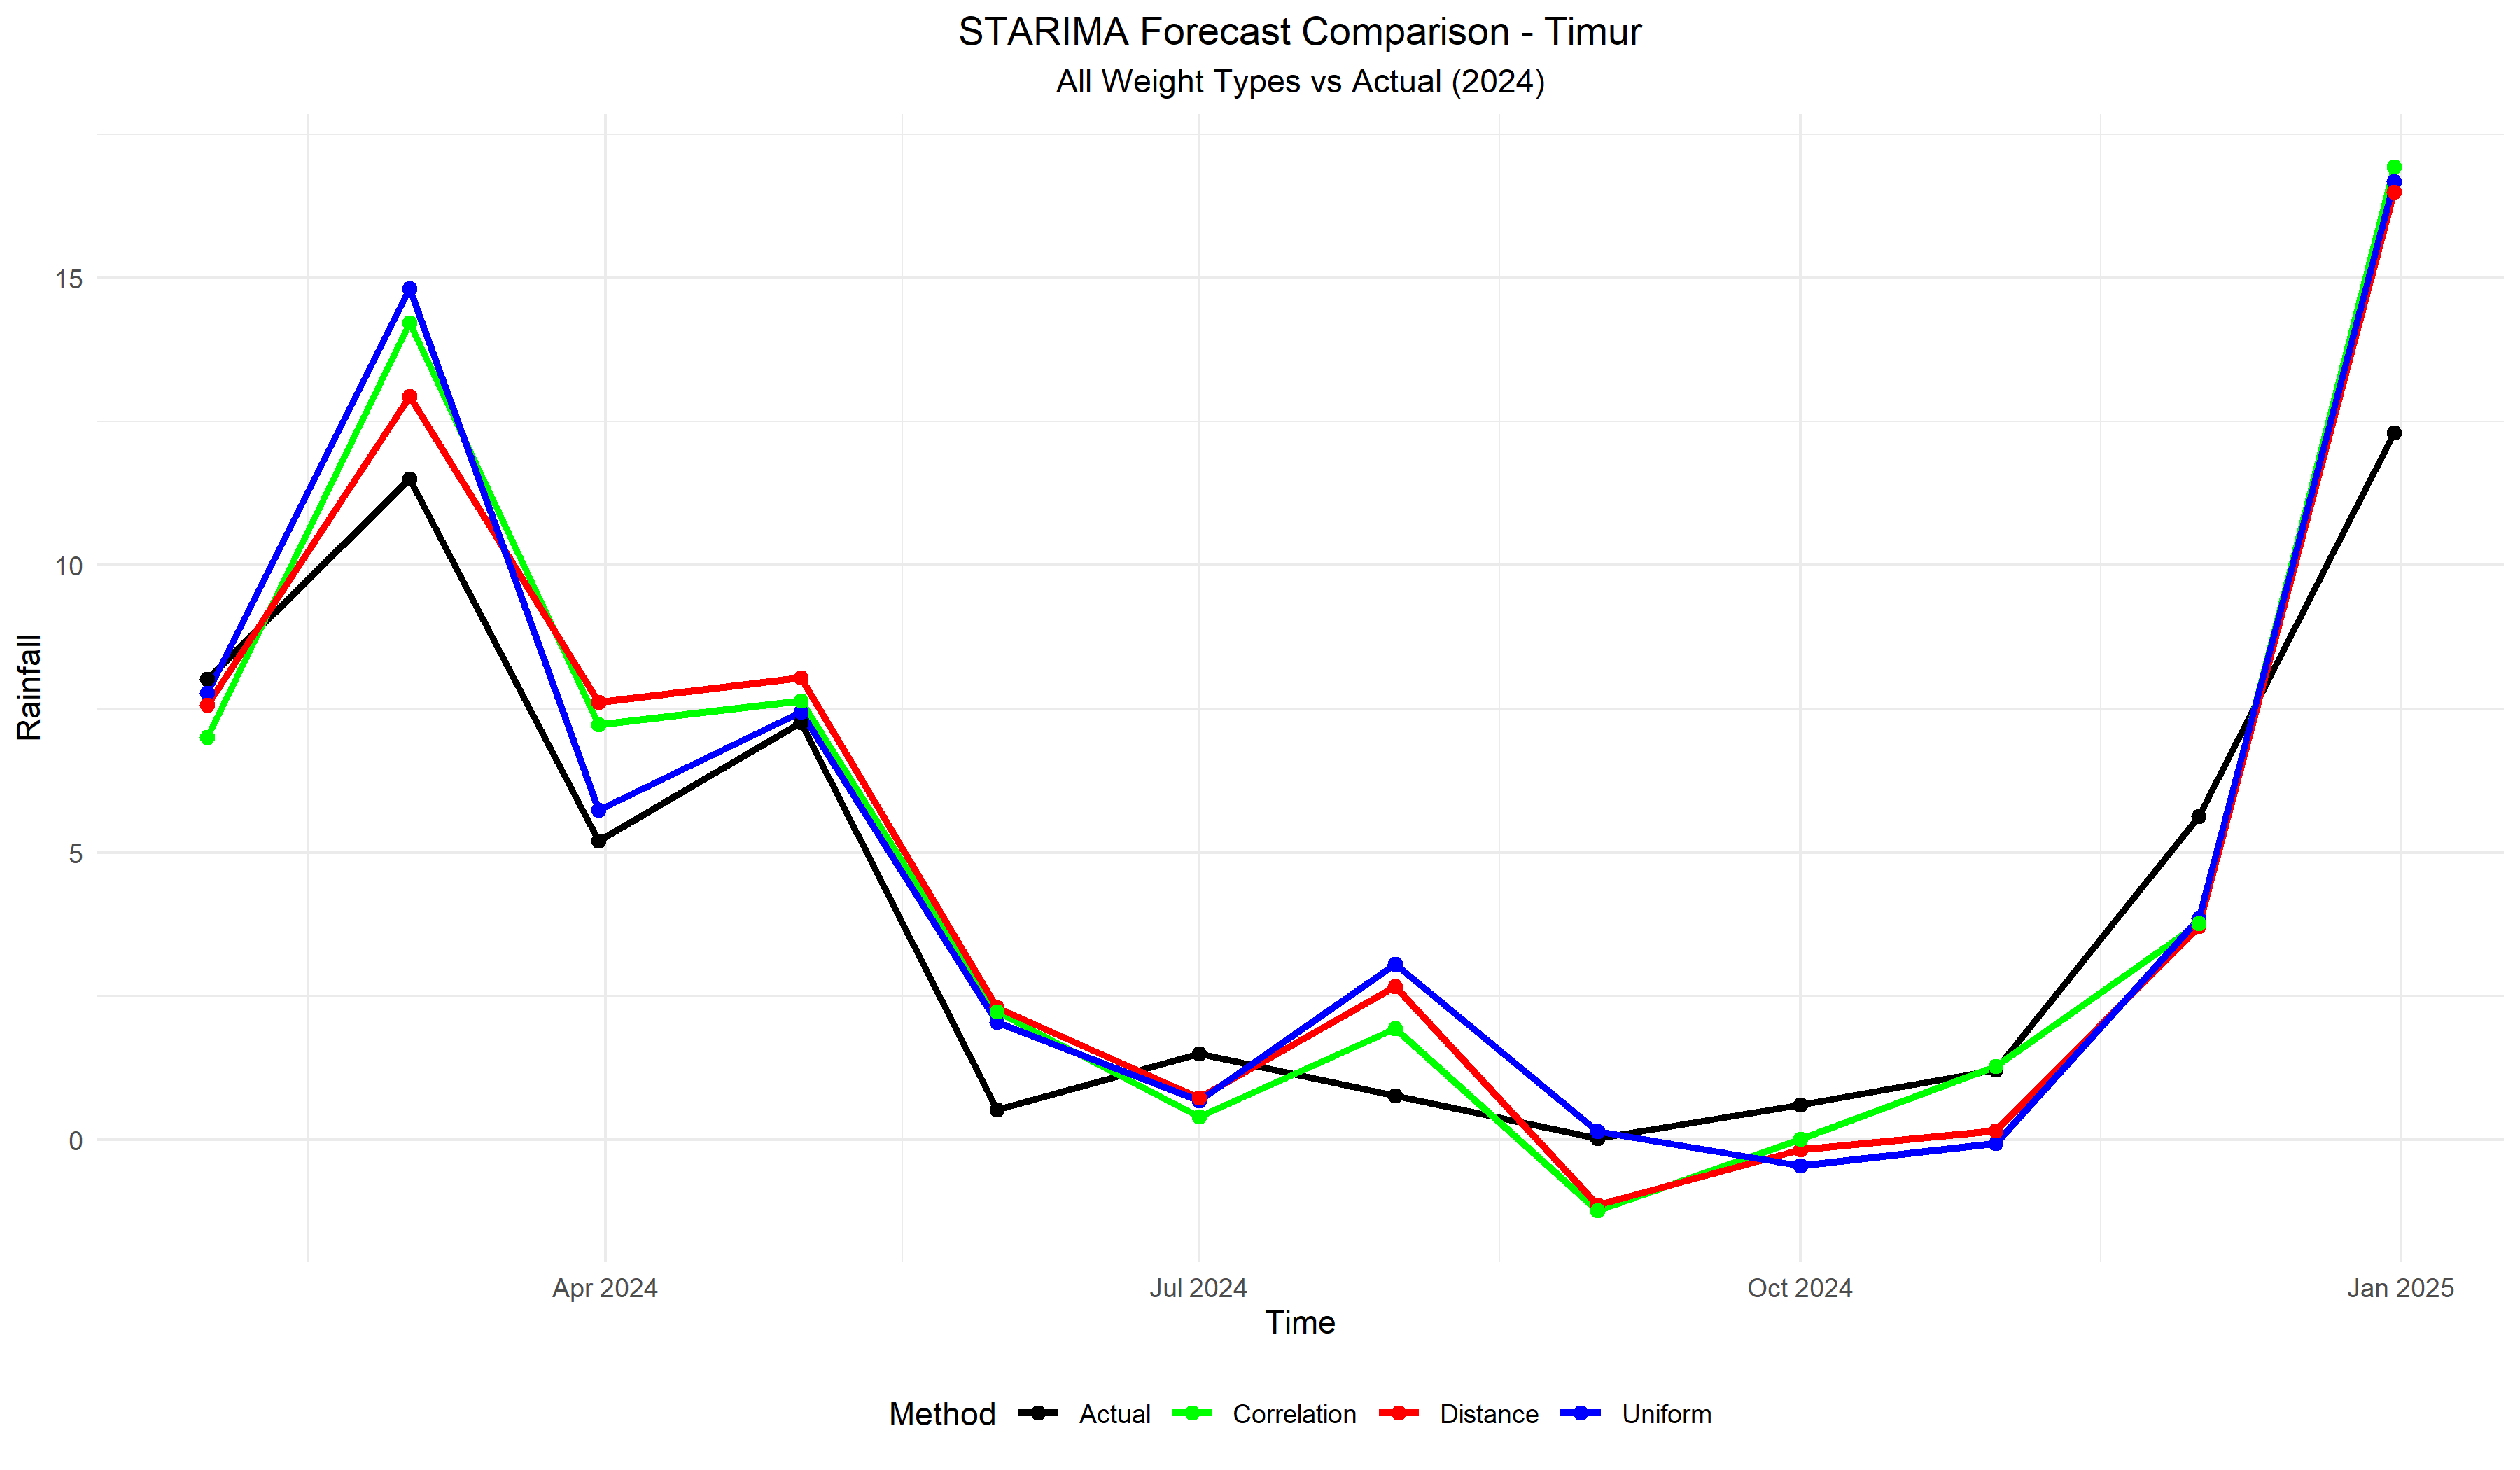 STARIMA Forecast Comparison - Timur
All Weight Types vs Actual (2024)
Rainfall
15
10
5
0
Apr 2024
Jul 2024
Oct 2024
Jan 2025
Time
Method
Actual
Correlation
Distance
Uniform